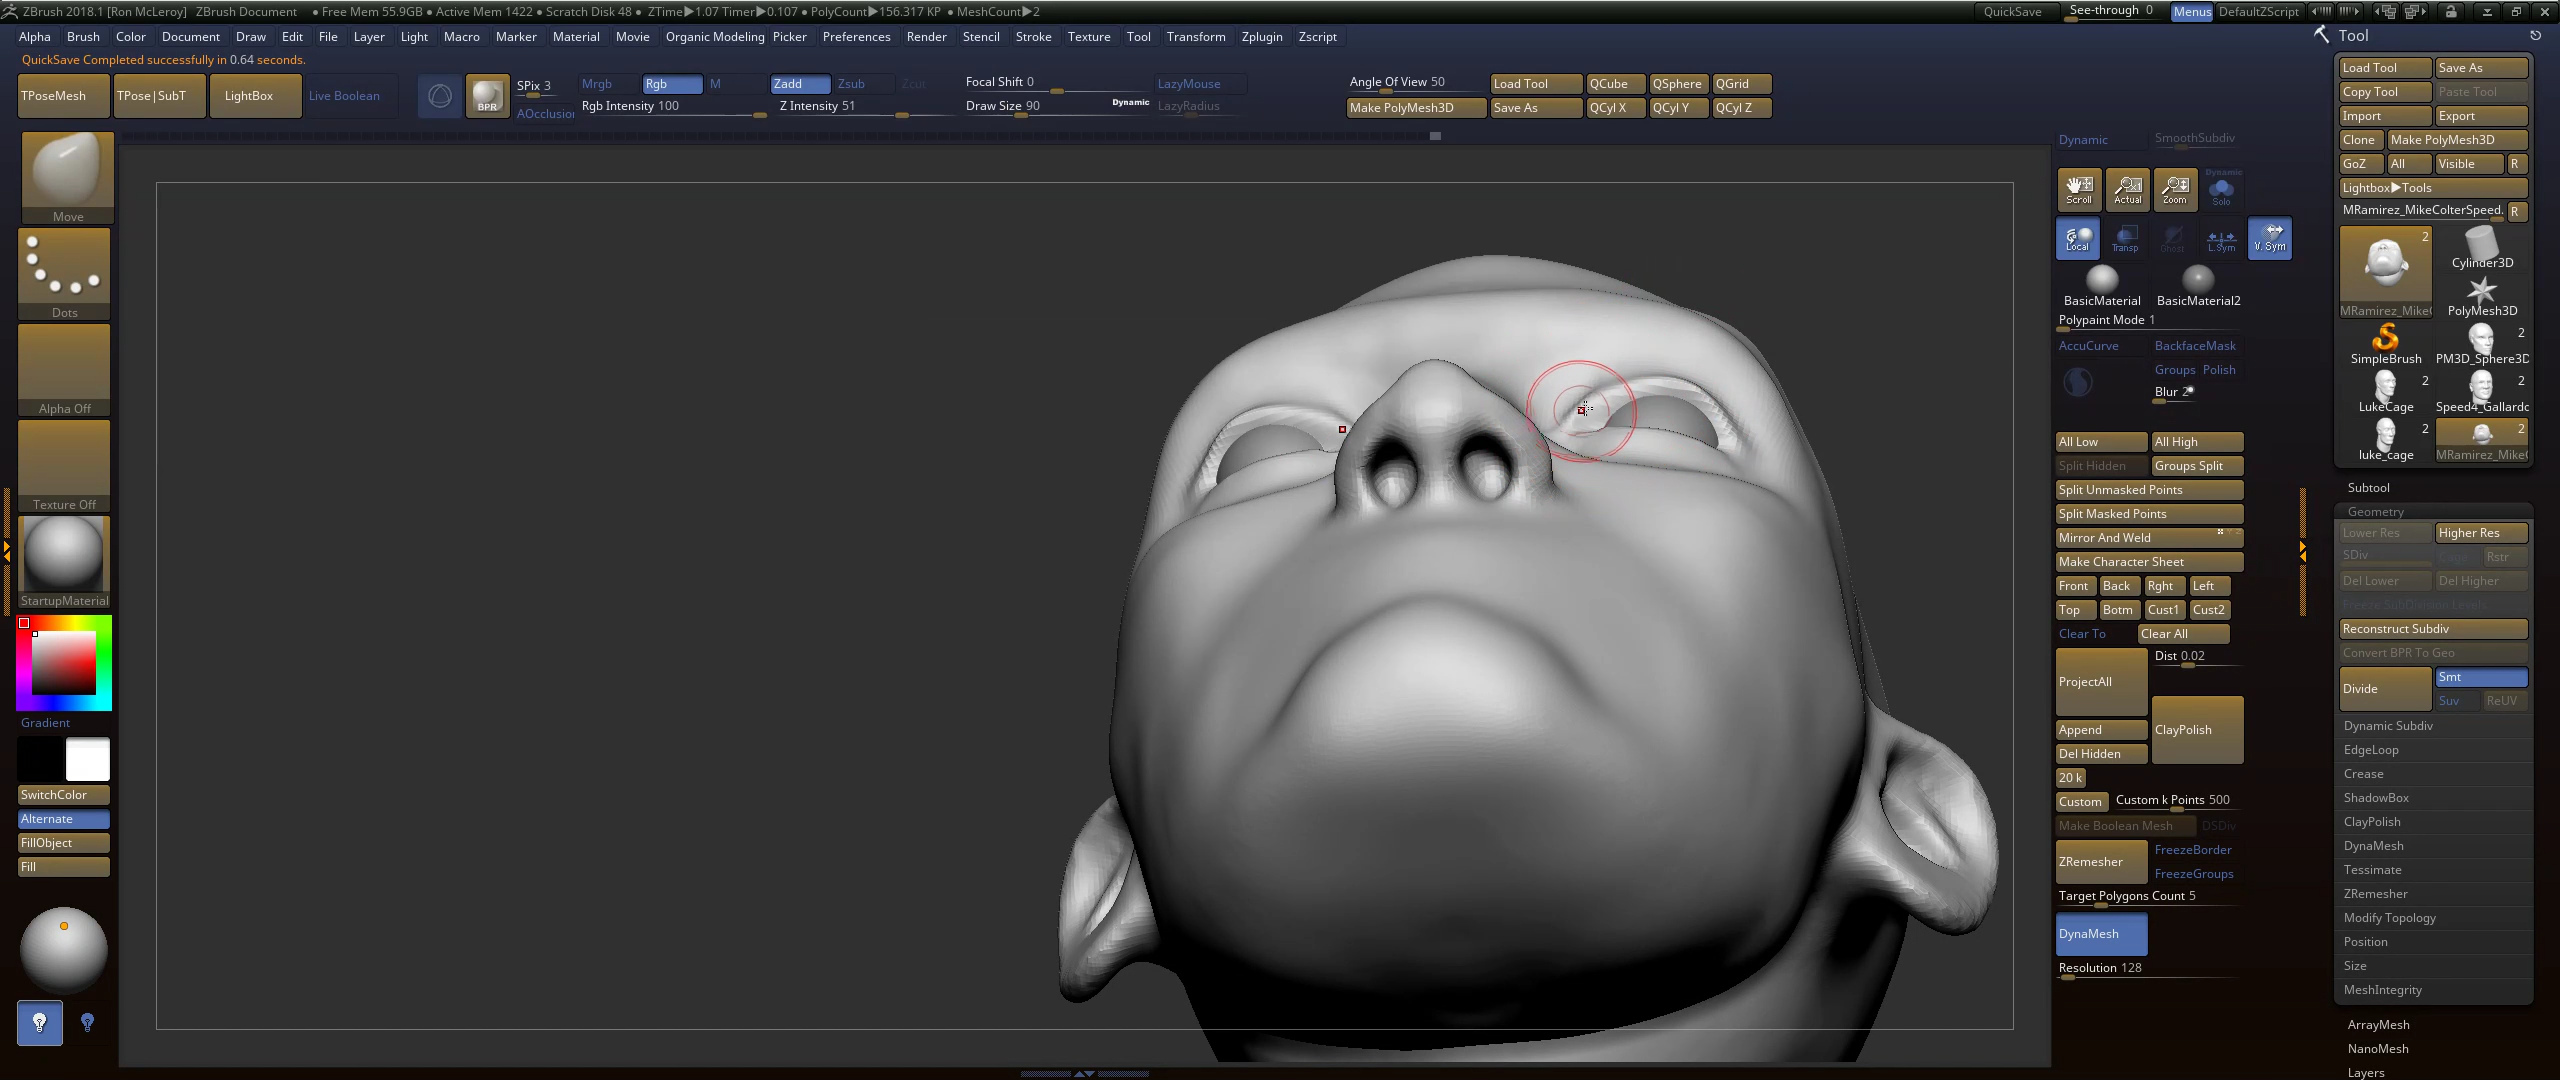 ZBrush 2018.1 [Ron McLeroy] ZBrush Document • Free Mem 55.9GB • Active Mem 1422 • Scratch Disk 48 • ZTime▶1.07 Timer▶0.107 • PolyCount▶156.317 KP • MeshCount▶2 QuickSave See-through 0 Menus DefaultZScript
Alpha Brush Color Document Draw Edit File Layer Light Macro Marker Material Movie Organic Modeling Picker Preferences Render Stencil Stroke Texture Tool Transform Zplugin Zscript
QuickSave Completed successfully in 0.64 seconds.
TPoseMesh TPose|SubT LightBox Live Boolean
BPR
SPix 3
AOcclusion
Mrgb Rgb M Zadd Zsub Zcut
Rgb Intensity 100 Z Intensity 51
Focal Shift 0
Draw Size 90 Dynamic
LazyMouse
LazyRadius
Angle Of View 50 Load Tool QCube QSphere QGrid
Make PolyMesh3D Save As QCyl X QCyl Y QCyl Z
Move
Dots
Alpha Off
Texture Off
StartupMaterial
Gradient
SwitchColor
Alternate
FillObject
Fill
Dynamic SmoothSubdiv
Scroll Actual Zoom Dynamic Solo
Local Transp Ghost L.Sym V. Sym
BasicMaterial BasicMaterial2
Polypaint Mode 1
AccuCurve BackfaceMask
Groups Polish
Blur 2
All Low All High
Split Hidden Groups Split
Split Unmasked Points
Split Masked Points
Mirror And Weld
Make Character Sheet
Front Back Rght Left
Top Botm Cust1 Cust2
Clear To Clear All
ProjectAll Dist 0.02
Append ClayPolish
Del Hidden
20 k
Custom Custom k Points 500
Make Boolean Mesh DSDiv
ZRemesher FreezeBorder
FreezeGroups
Target Polygons Count 5
DynaMesh
Resolution 128
Tool
Load Tool Save As
Copy Tool Paste Tool
Import Export
Clone Make PolyMesh3D
GoZ All Visible R
Lightbox▶Tools
MRamirez_MikeColterSpeed. R
2 Cylinder3D
MRamirez_Mike PolyMesh3D
SimpleBrush 2 PM3D_Sphere3D
2 LukeCage 2 Speed4_Gallardo
2 luke_cage 2 MRamirez_Mike
Subtool
Geometry
Lower Res Higher Res
SDiv Cage Rstr
Del Lower Del Higher
Freeze SubDivision Levels
Reconstruct Subdiv
Convert BPR To Geo
Divide Smt
Suv ReUV
Dynamic Subdiv
EdgeLoop
Crease
ShadowBox
ClayPolish
DynaMesh
Tessimate
ZRemesher
Modify Topology
Position
Size
MeshIntegrity
ArrayMesh
NanoMesh
Layers